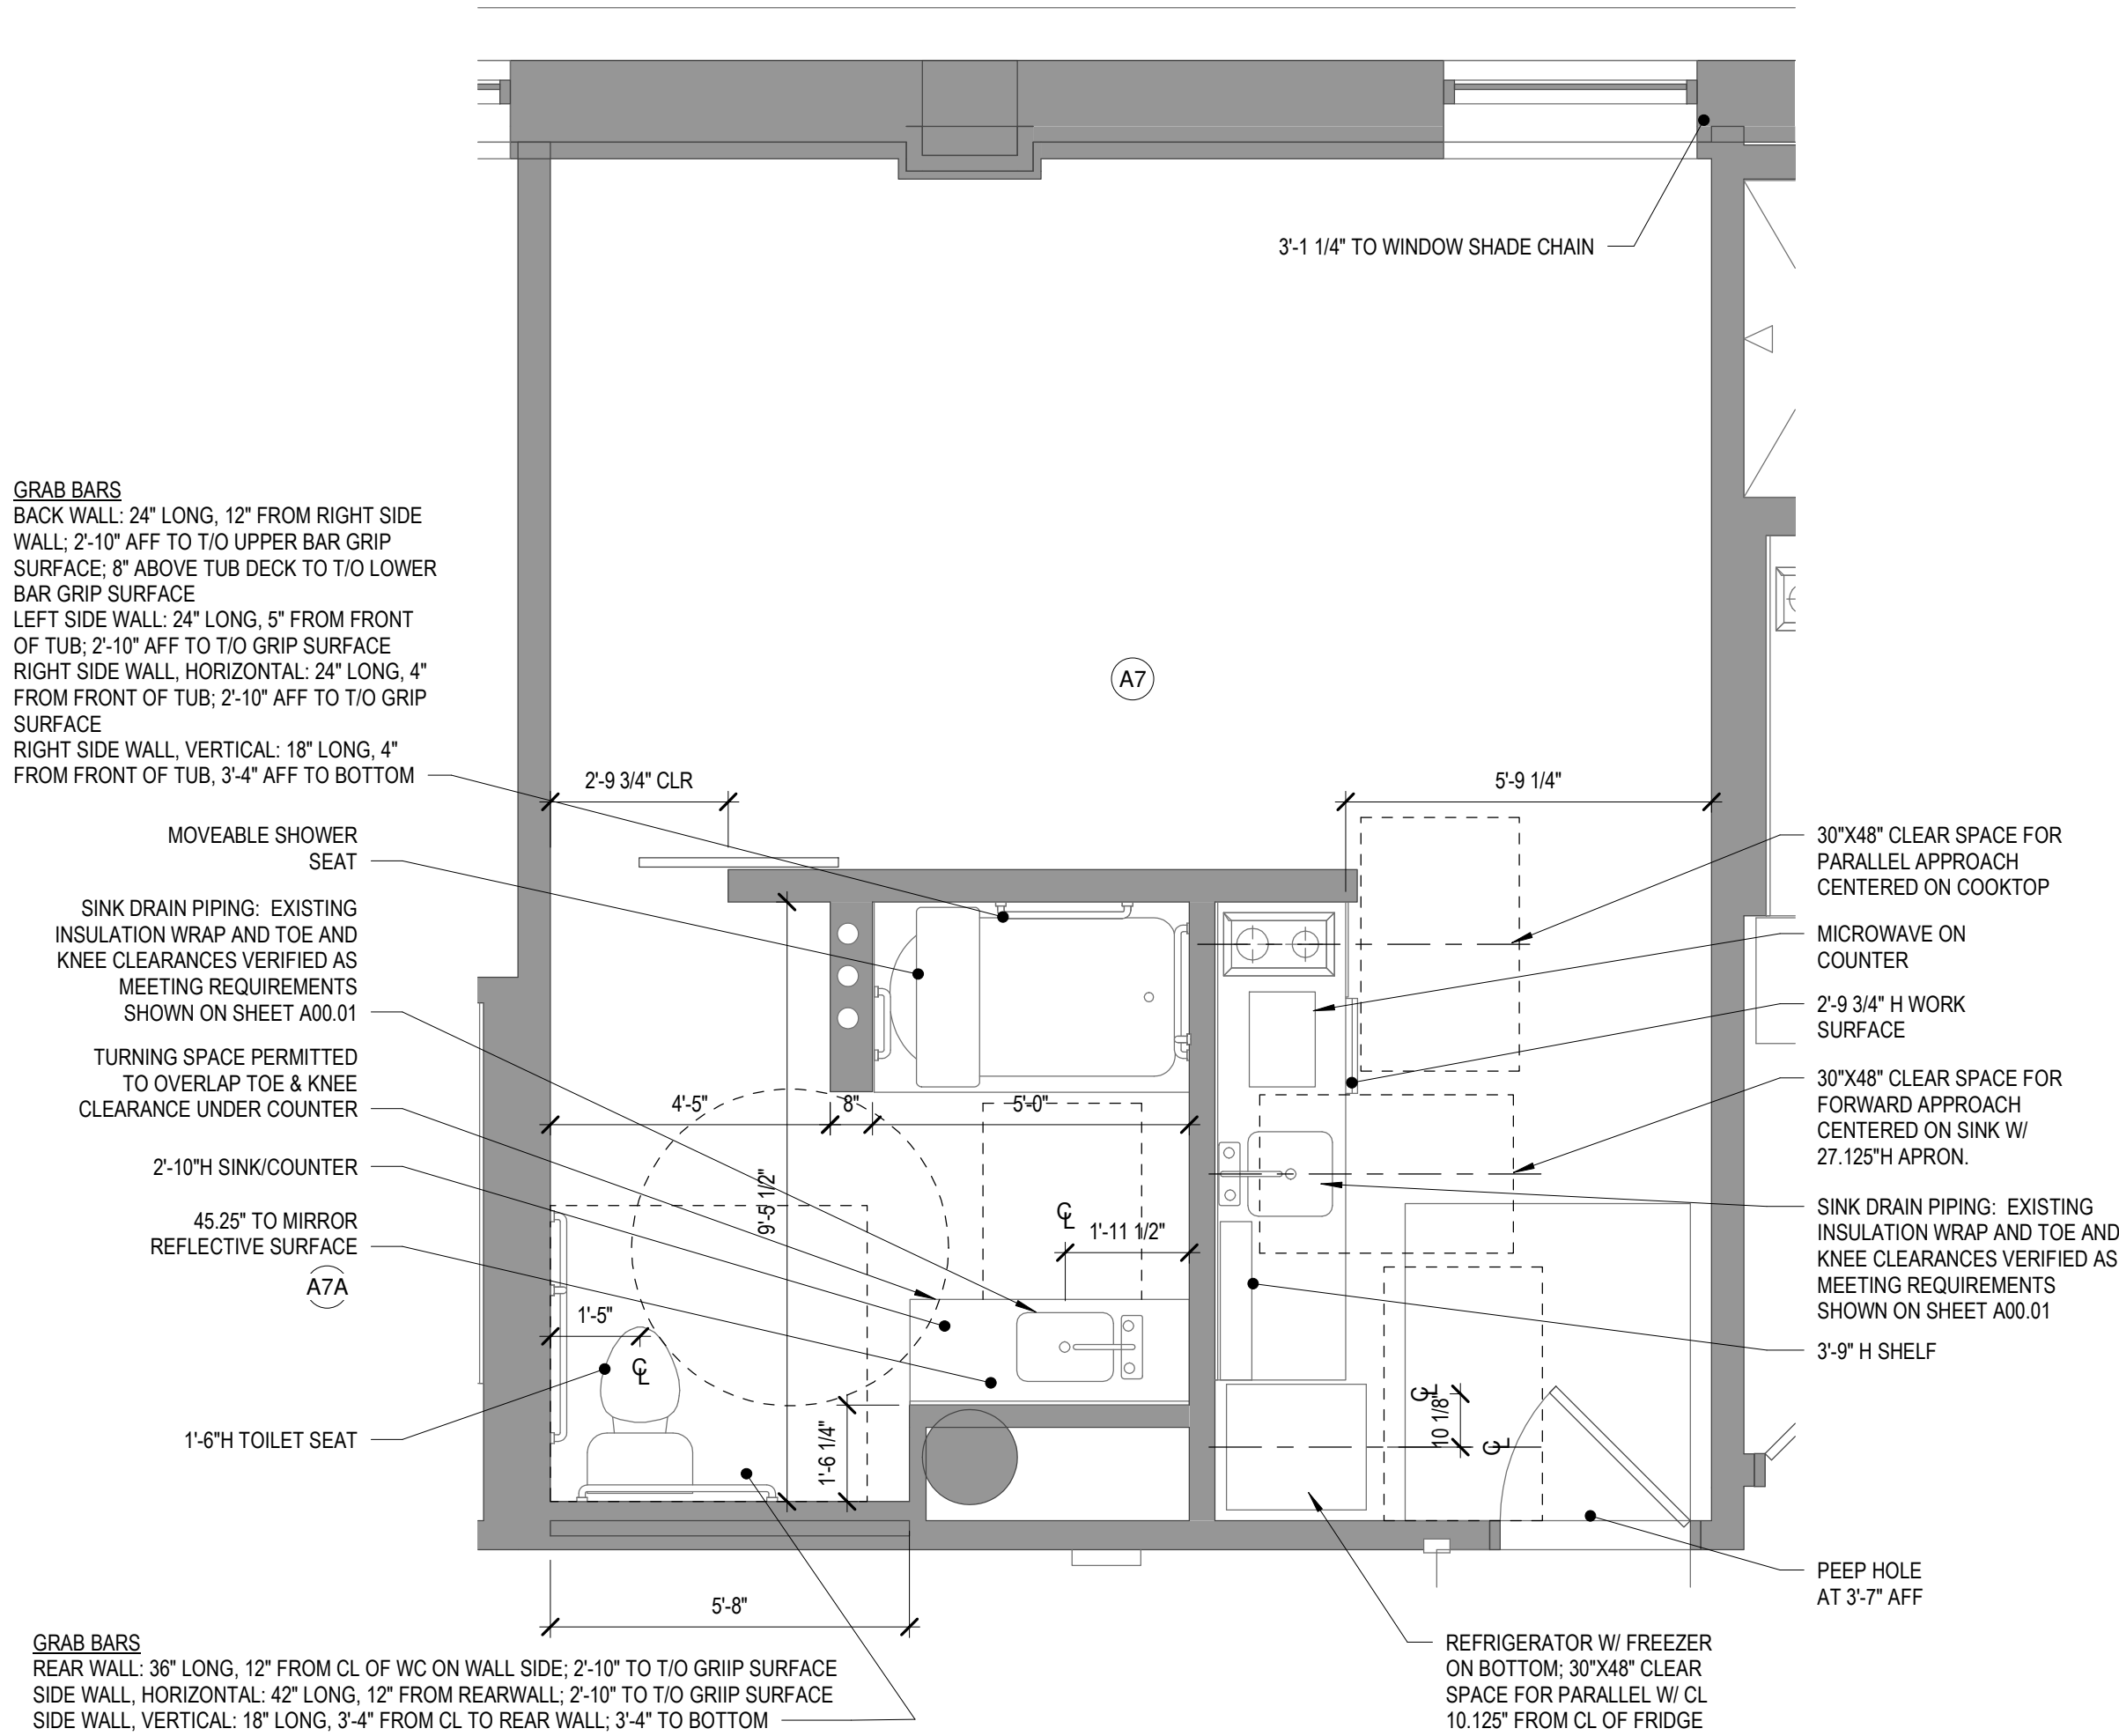 3'-1 1/4" TO WINDOW SHADE CHAIN
GRAB BARS
BACK WALL: 24" LONG, 12" FROM RIGHT SIDE
WALL; 2'-10" AFF TO T/O UPPER BAR GRIP
SURFACE; 8" ABOVE TUB DECK TO T/O LOWER
BAR GRIP SURFACE
LEFT SIDE WALL: 24" LONG, 5" FROM FRONT
OF TUB; 2'-10" AFF TO T/O GRIP SURFACE
RIGHT SIDE WALL, HORIZONTAL: 24" LONG, 4"
FROM FRONT OF TUB; 2'-10" AFF TO T/O GRIP
SURFACE
RIGHT SIDE WALL, VERTICAL: 18" LONG, 4"
FROM FRONT OF TUB, 3'-4" AFF TO BOTTOM
MOVEABLE SHOWER
SEAT
SINK DRAIN PIPING: EXISTING
INSULATION WRAP AND TOE AND
KNEE CLEARANCES VERIFIED AS
MEETING REQUIREMENTS
SHOWN ON SHEET A00.01
TURNING SPACE PERMITTED
TO OVERLAP TOE & KNEE
CLEARANCE UNDER COUNTER
2'-10"H SINK/COUNTER
45.25" TO MIRROR
REFLECTIVE SURFACE
A7A
1'-6"H TOILET SEAT
A7
2'-9 3/4" CLR
5'-9 1/4"
4'-5"
8"
5'-0"
9'-5 1/2"
CL
1'-11 1/2"
1'-5"
CL
1'-6 1/4"
CL
10 1/8"
CL
5'-8"
30"X48" CLEAR SPACE FOR
PARALLEL APPROACH
CENTERED ON COOKTOP
MICROWAVE ON
COUNTER
2'-9 3/4" H WORK
SURFACE
30"X48" CLEAR SPACE FOR
FORWARD APPROACH
CENTERED ON SINK W/
27.125"H APRON.
SINK DRAIN PIPING: EXISTING
INSULATION WRAP AND TOE AND
KNEE CLEARANCES VERIFIED AS
MEETING REQUIREMENTS
SHOWN ON SHEET A00.01
3'-9" H SHELF
PEEP HOLE
AT 3'-7" AFF
REFRIGERATOR W/ FREEZER
ON BOTTOM; 30"X48" CLEAR
SPACE FOR PARALLEL W/ CL
10.125" FROM CL OF FRIDGE
GRAB BARS
REAR WALL: 36" LONG, 12" FROM CL OF WC ON WALL SIDE; 2'-10" TO T/O GRIIP SURFACE
SIDE WALL, HORIZONTAL: 42" LONG, 12" FROM REARWALL; 2'-10" TO T/O GRIIP SURFACE
SIDE WALL, VERTICAL: 18" LONG, 3'-4" FROM CL TO REAR WALL; 3'-4" TO BOTTOM